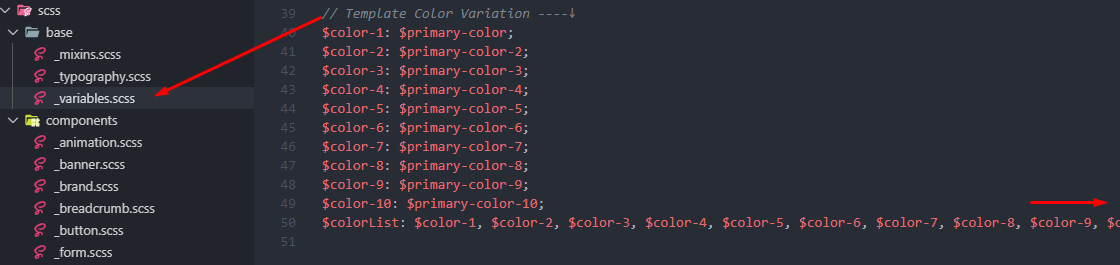 scss
base
_mixins.scss
_typography.scss
_variables.scss
components
_animation.scss
_banner.scss
_brand.scss
_breadcrumb.scss
_button.scss
_form.scss
39 // Template Color Variation ----↓
40 $color-1: $primary-color;
41 $color-2: $primary-color-2;
42 $color-3: $primary-color-3;
43 $color-4: $primary-color-4;
44 $color-5: $primary-color-5;
45 $color-6: $primary-color-6;
46 $color-7: $primary-color-7;
47 $color-8: $primary-color-8;
48 $color-9: $primary-color-9;
49 $color-10: $primary-color-10;
50 $colorList: $color-1, $color-2, $color-3, $color-4, $color-5, $color-6, $color-7, $color-8, $color-9,
51